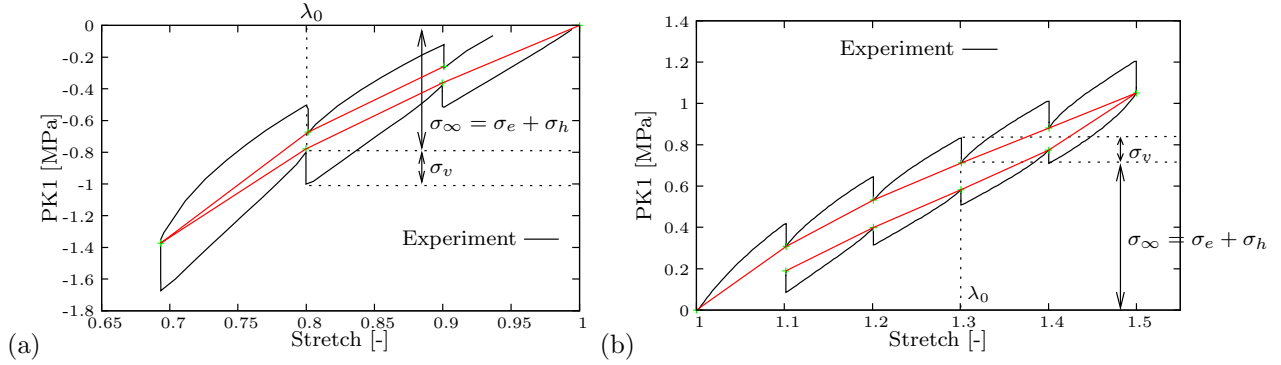 λ₀
0
-0.2
-0.4
-0.6
-0.8
-1
-1.2
-1.4
-1.6
-1.8
PK1 [MPa]
σ∞ = σe + σh
σv
Experiment
0.65
0.7
0.75
0.8
0.85
0.9
0.95
1
Stretch [-]
(a)
1.4
1.2
1
0.8
0.6
0.4
0.2
0
PK1 [MPa]
Experiment
σv
σ∞ = σe + σh
λ₀
1
1.1
1.2
1.3
1.4
1.5
Stretch [-]
(b)